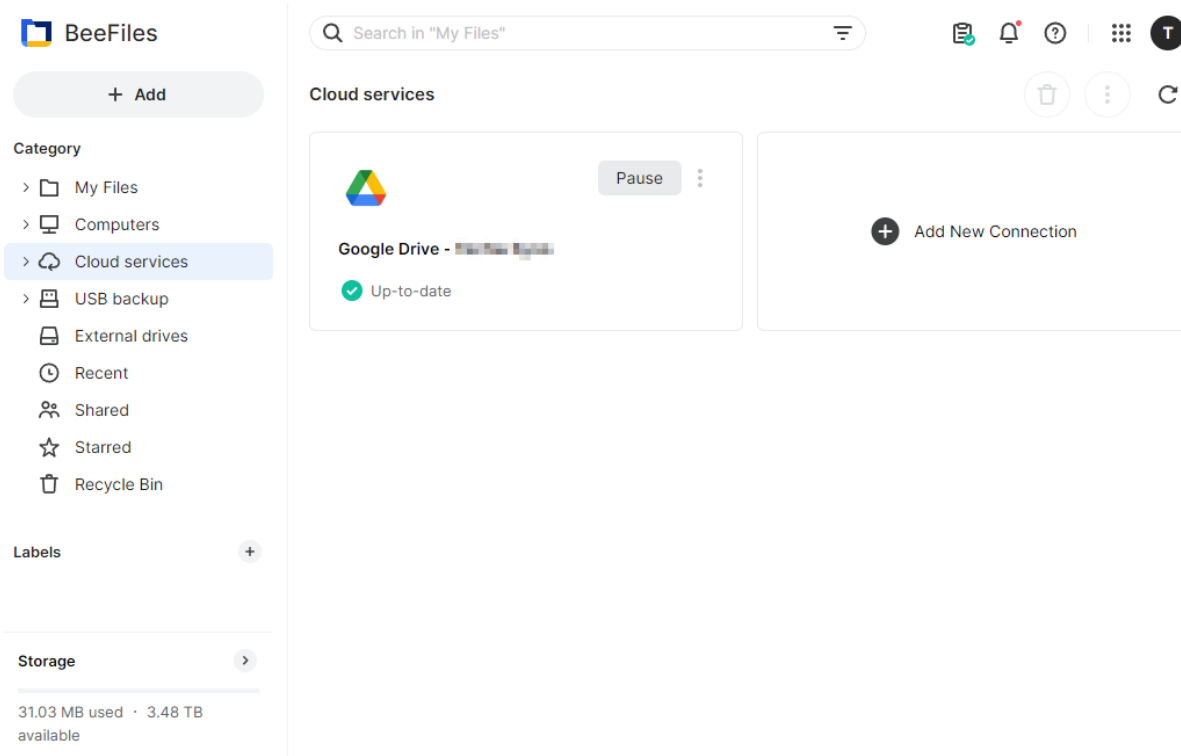 BeeFiles
Search in "My Files"
T
+ Add
Cloud services
Category
My Files
Computers
Cloud services
USB backup
External drives
Recent
Shared
Starred
Recycle Bin
Pause
Google Drive -
Up-to-date
Add New Connection
Labels
Storage
31.03 MB used · 3.48 TB
available